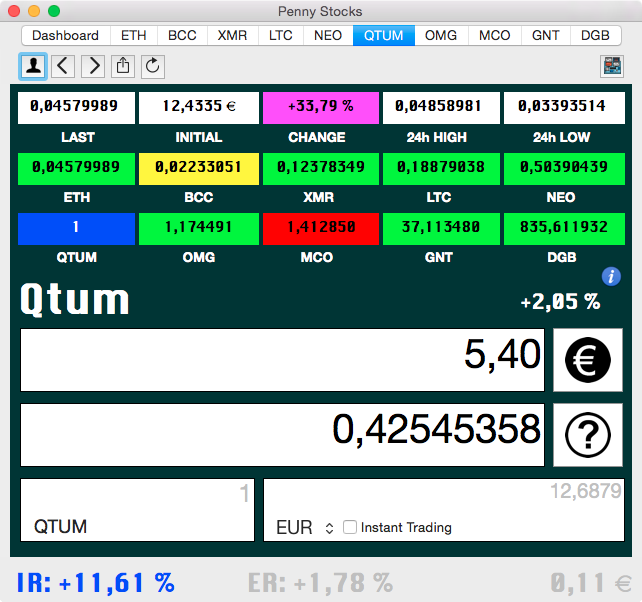 Penny Stocks
Dashboard ETH BCC XMR LTC NEO QTUM OMG MCO GNT DGB
0,04579989 12,4335 € +33,79 % 0,04858981 0,03393514
LAST INITIAL CHANGE 24h HIGH 24h LOW
0,04579989 0,02233051 0,12378349 0,18879038 0,50390439
ETH BCC XMR LTC NEO
1 1,174491 1,412850 37,113480 835,611932
QTUM OMG MCO GNT DGB
i
Qtum +2,05 %
5,40 €
0,42545358 ?
1 12,6879
QTUM EUR Instant Trading
IR: +11,61 % ER: +1,78 % 0,11 €